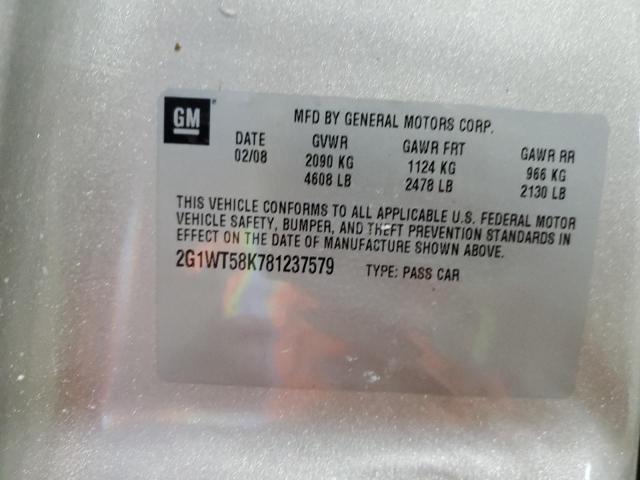 GM
MFD BY GENERAL MOTORS CORP.
DATE GVWR GAWR FRT GAWR RR
02/08 2090 KG 1124 KG 966 KG
4608 LB 2478 LB 2130 LB
THIS VEHICLE CONFORMS TO ALL APPLICABLE U.S. FEDERAL MOTOR
VEHICLE SAFETY, BUMPER, AND THEFT PREVENTION STANDARDS IN
EFFECT ON THE DATE OF MANUFACTURE SHOWN ABOVE.
2G1WT58K781237579 TYPE: PASS CAR